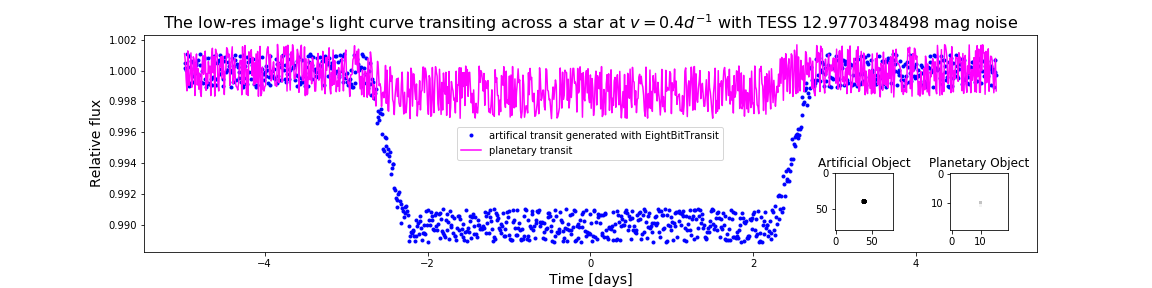 The low-res image's light curve transiting across a star at v = 0.4d⁻¹ with TESS 12.9770348498 mag noise
1.002
1.000
0.998
0.996
0.994
0.992
0.990
Relative flux
artifical transit generated with EightBitTransit
planetary transit
Artificial Object
0
50
0 50
Planetary Object
0
10
0 10
−4 −2 0 2 4
Time [days]